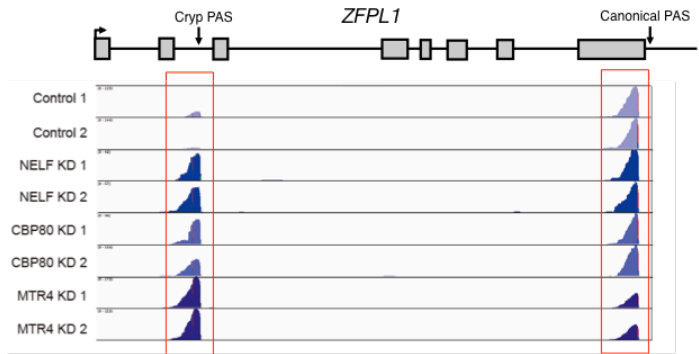 Cryp PAS
ZFPL1
Canonical PAS
Control 1
Control 2
NELF KD 1
NELF KD 2
CBP80 KD 1
CBP80 KD 2
MTR4 KD 1
MTR4 KD 2